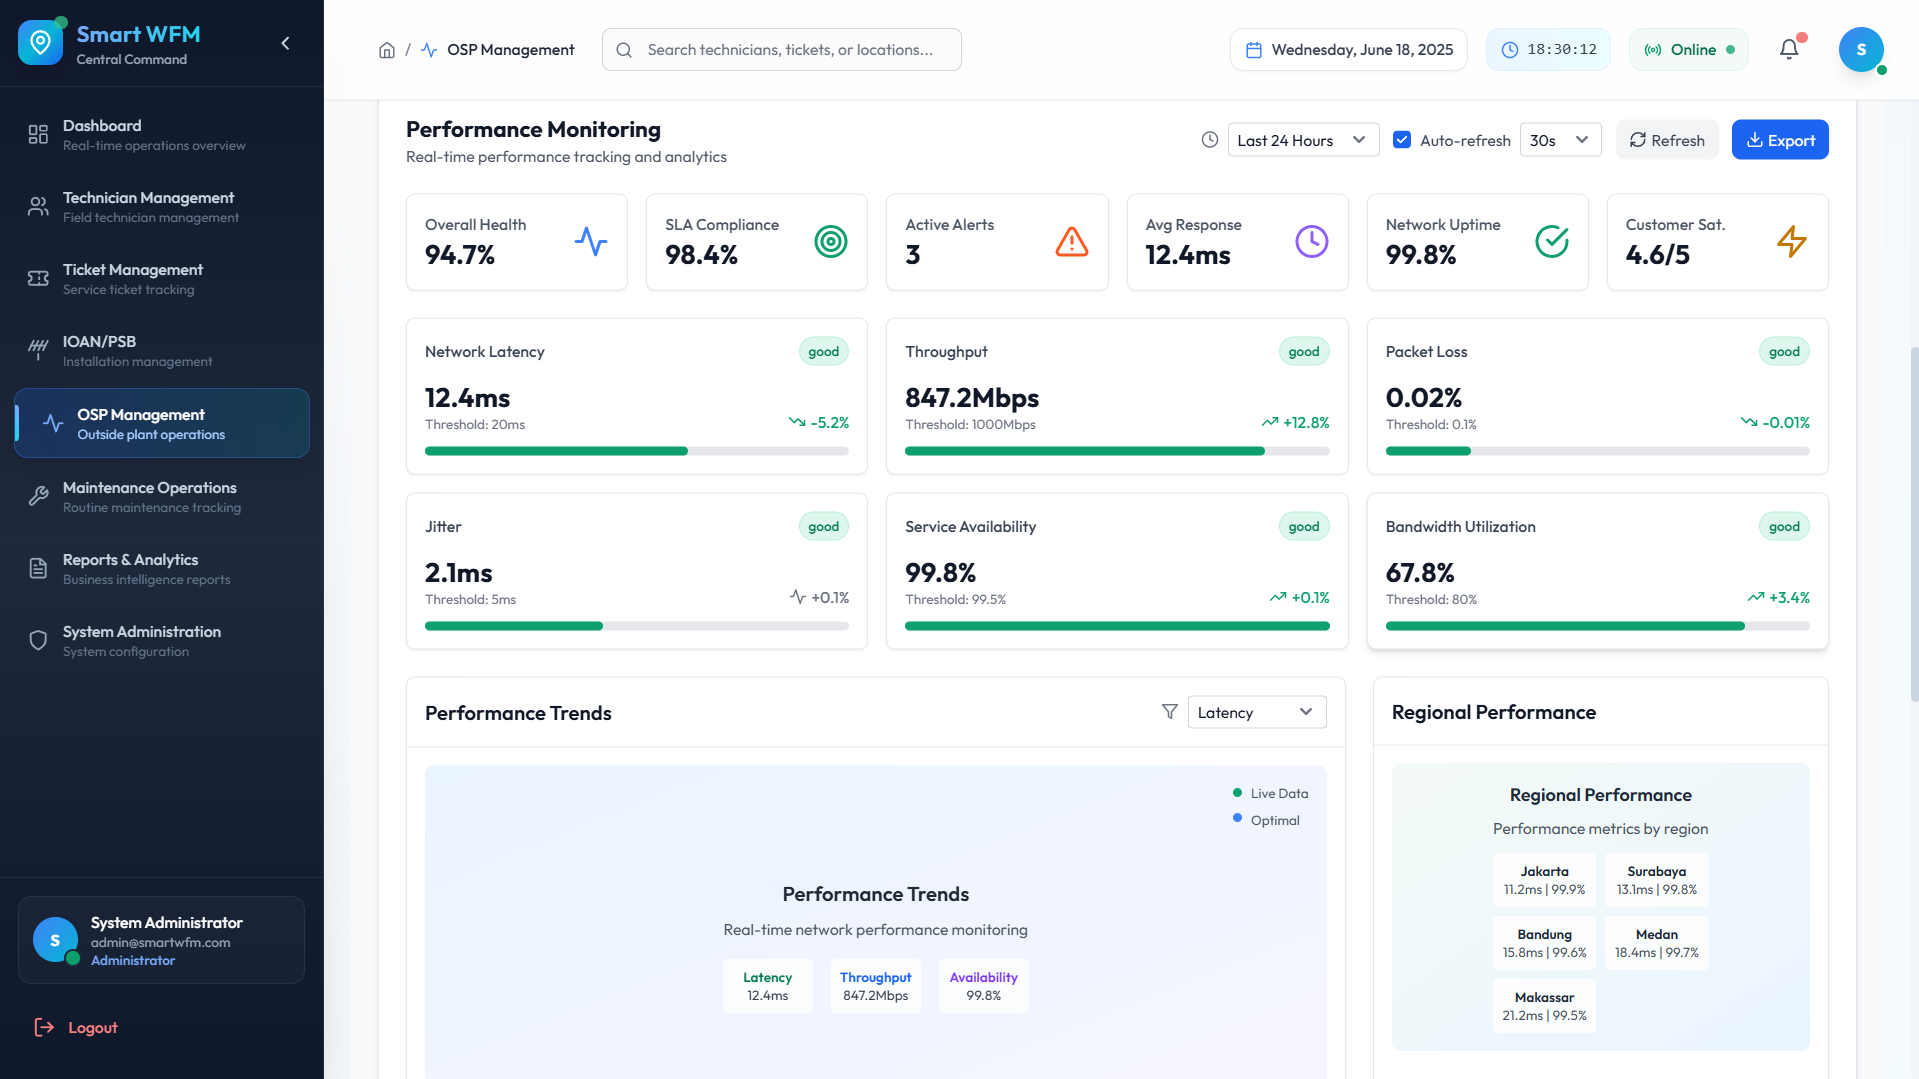 Smart WFM
Central Command
Dashboard
Real-time operations overview
Technician Management
Field technician management
Ticket Management
Service ticket tracking
IOAN/PSB
Installation management
OSP Management
Outside plant operations
Maintenance Operations
Routine maintenance tracking
Reports & Analytics
Business intelligence reports
System Administration
System configuration
S
System Administrator
admin@smartwfm.com
Administrator
Logout
/ OSP Management
Search technicians, tickets, or locations...
Wednesday, June 18, 2025
18:30:12
Online
S
Performance Monitoring
Real-time performance tracking and analytics
Last 24 Hours
Auto-refresh
30s
Refresh
Export
Overall Health
94.7%
SLA Compliance
98.4%
Active Alerts
3
Avg Response
12.4ms
Network Uptime
99.8%
Customer Sat.
4.6/5
Network Latency
good
12.4ms
Threshold: 20ms
-5.2%
Throughput
good
847.2Mbps
Threshold: 1000Mbps
+12.8%
Packet Loss
good
0.02%
Threshold: 0.1%
-0.01%
Jitter
good
2.1ms
Threshold: 5ms
+0.1%
Service Availability
good
99.8%
Threshold: 99.5%
+0.1%
Bandwidth Utilization
good
67.8%
Threshold: 80%
+3.4%
Performance Trends
Latency
Live Data
Optimal
Performance Trends
Real-time network performance monitoring
Latency
12.4ms
Throughput
847.2Mbps
Availability
99.8%
Regional Performance
Regional Performance
Performance metrics by region
Jakarta
11.2ms | 99.9%
Surabaya
13.1ms | 99.8%
Bandung
15.8ms | 99.6%
Medan
18.4ms | 99.7%
Makassar
21.2ms | 99.5%